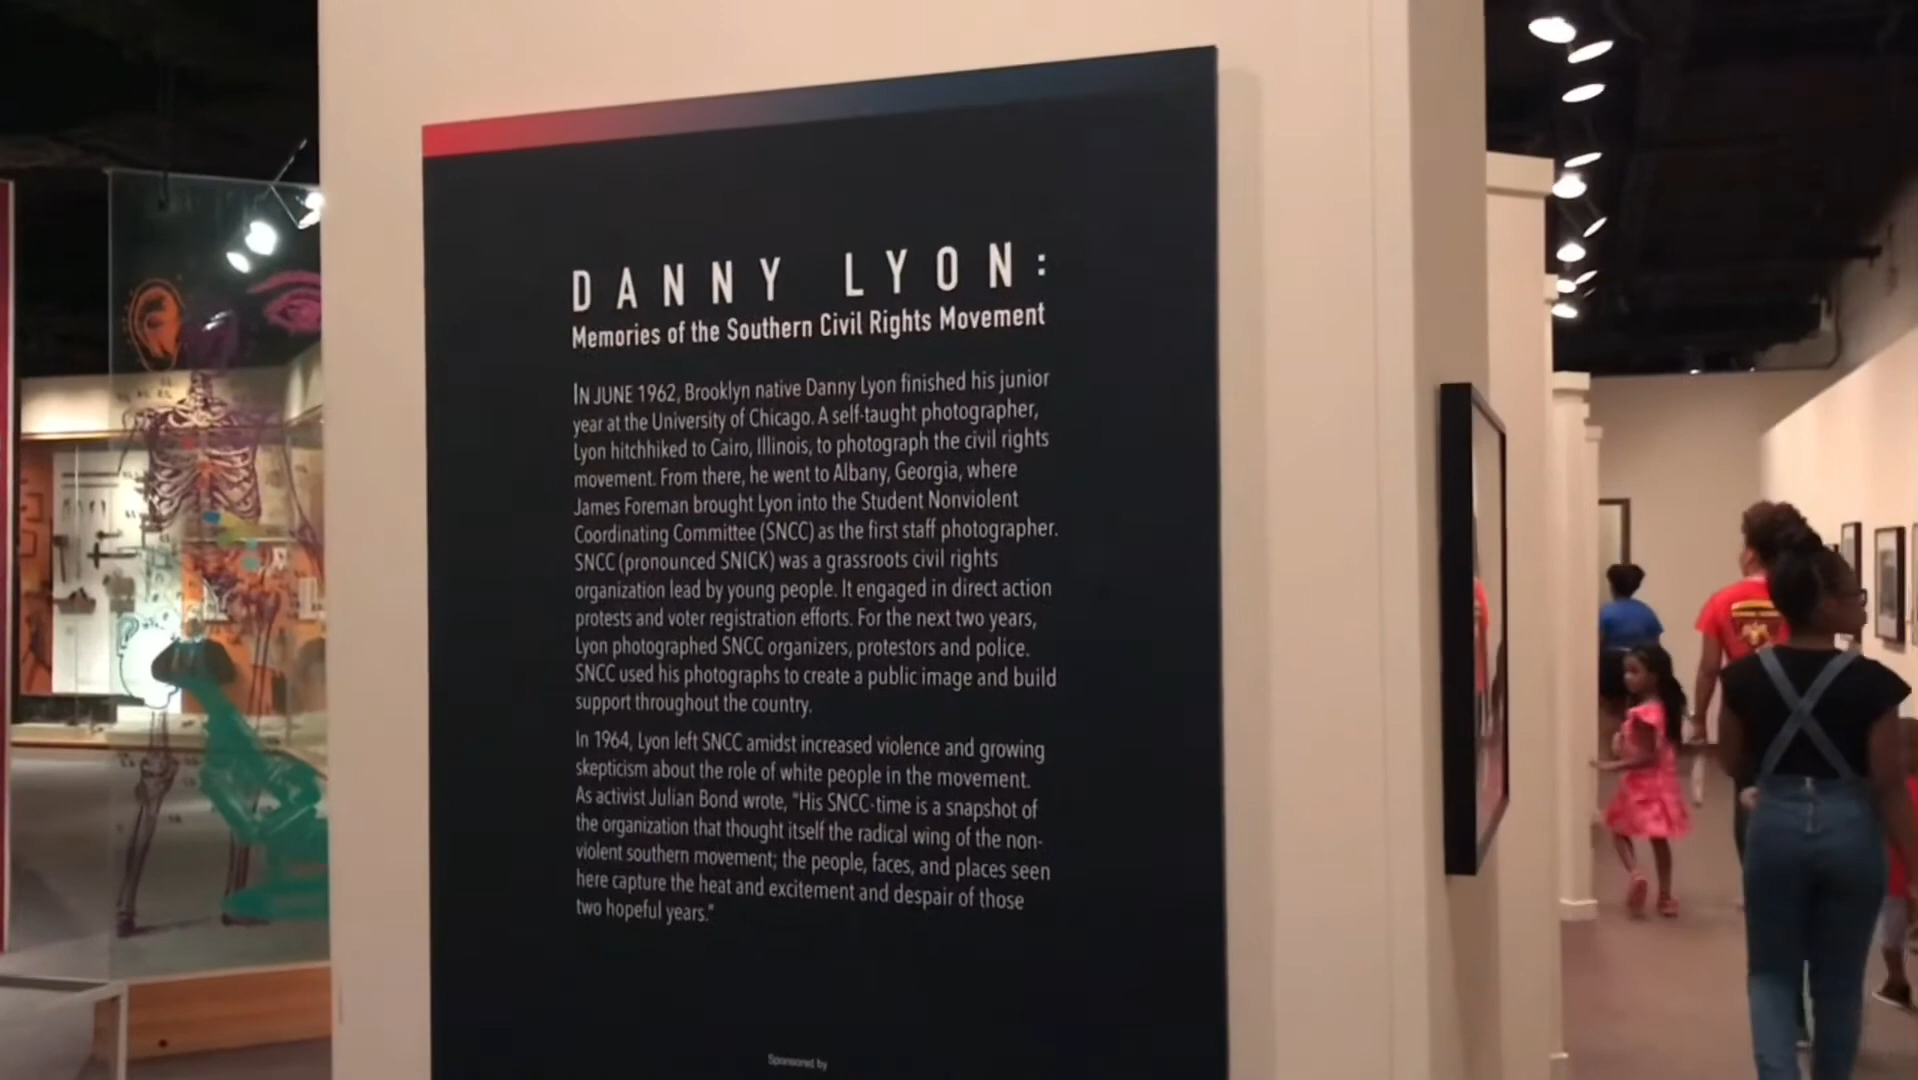 DANNY LYON:
Memories of the Southern Civil Rights Movement
IN JUNE 1962, Brooklyn native Danny Lyon finished his junior
year at the University of Chicago. A self-taught photographer,
Lyon hitchhiked to Cairo, Illinois, to photograph the civil rights
movement. From there, he went to Albany, Georgia, where
James Foreman brought Lyon into the Student Nonviolent
Coordinating Committee (SNCC) as the first staff photographer.
SNCC (pronounced SNICK) was a grassroots civil rights
organization lead by young people. It engaged in direct action
protests and voter registration efforts. For the next two years,
Lyon photographed SNCC organizers, protestors and police.
SNCC used his photographs to create a public image and build
support throughout the country.
In 1964, Lyon left SNCC amidst increased violence and growing
skepticism about the role of white people in the movement.
As activist Julian Bond wrote, "His SNCC-time is a snapshot of
the organization that thought itself the radical wing of the non-
violent southern movement; the people, faces, and places seen
here capture the heat and excitement and despair of those
two hopeful years."
Sponsored by